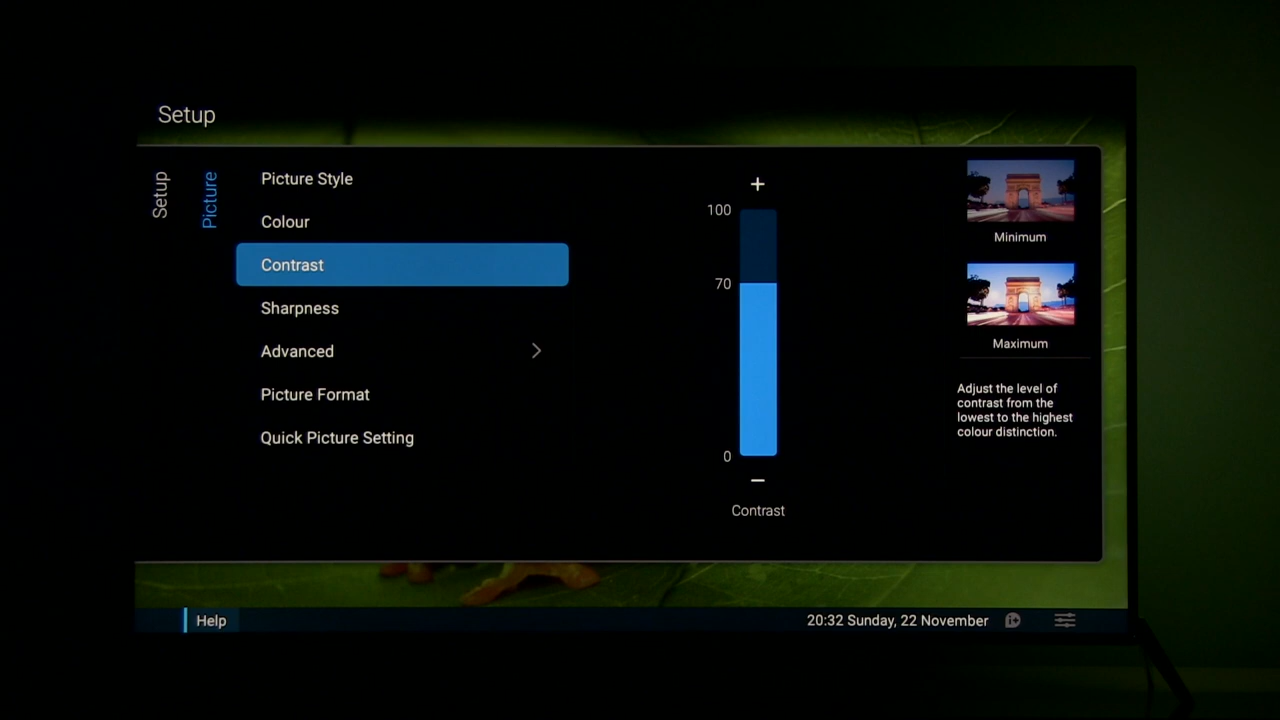 Setup
Setup
Picture
Picture Style
Colour
Contrast
Sharpness
Advanced
Picture Format
Quick Picture Setting
+
100
70
0
−
Contrast
Minimum
Maximum
Adjust the level of
contrast from the
lowest to the highest
colour distinction.
Help
20:32 Sunday, 22 November
i+